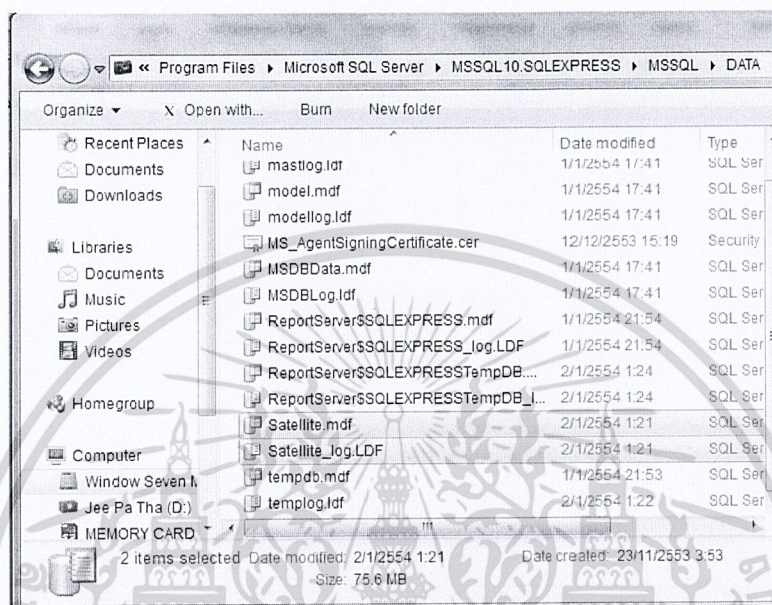 « Program Files ▸ Microsoft SQL Server ▸ MSSQL10.SQLEXPRESS ▸ MSSQL ▸ DATA
Organize ▾ X Open with... Burn New folder
Recent Places
Documents
Downloads
Libraries
Documents
Music
Pictures
Videos
Homegroup
Computer
Window Seven
Jee Pa Tha (D:)
MEMORY CARD
Name Date modified Type
mastlog.ldf 1/1/2554 17:41 SQL Ser
model.mdf 1/1/2554 17:41 SQL Ser
modellog.ldf 1/1/2554 17:41 SQL Ser
MS_AgentSigningCertificate.cer 12/12/2553 15:19 Security
MSDBData.mdf 1/1/2554 17:41 SQL Ser
MSDBLog.ldf 1/1/2554 17:41 SQL Ser
ReportServer$SQLEXPRESS.mdf 1/1/2554 21:54 SQL Ser
ReportServer$SQLEXPRESS_log.LDF 1/1/2554 21:54 SQL Ser
ReportServer$SQLEXPRESSTempDB.... 2/1/2554 1:24 SQL Ser
ReportServer$SQLEXPRESSTempDB_l... 2/1/2554 1:24 SQL Ser
Satellite.mdf 2/1/2554 1:21 SQL Ser
Satellite_log.LDF 2/1/2554 1:21 SQL Ser
tempdb.mdf 1/1/2554 21:53 SQL Ser
templog.ldf 2/1/2554 1:22 SQL Ser
2 items selected Date modified: 2/1/2554 1:21 Date created: 23/11/2553 3:53
Size: 75.6 MB